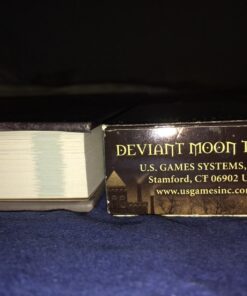 DEVIANT MOON T
U.S. GAMES SYSTEMS,
Stamford, CT 06902 U
www.usgamesinc.com